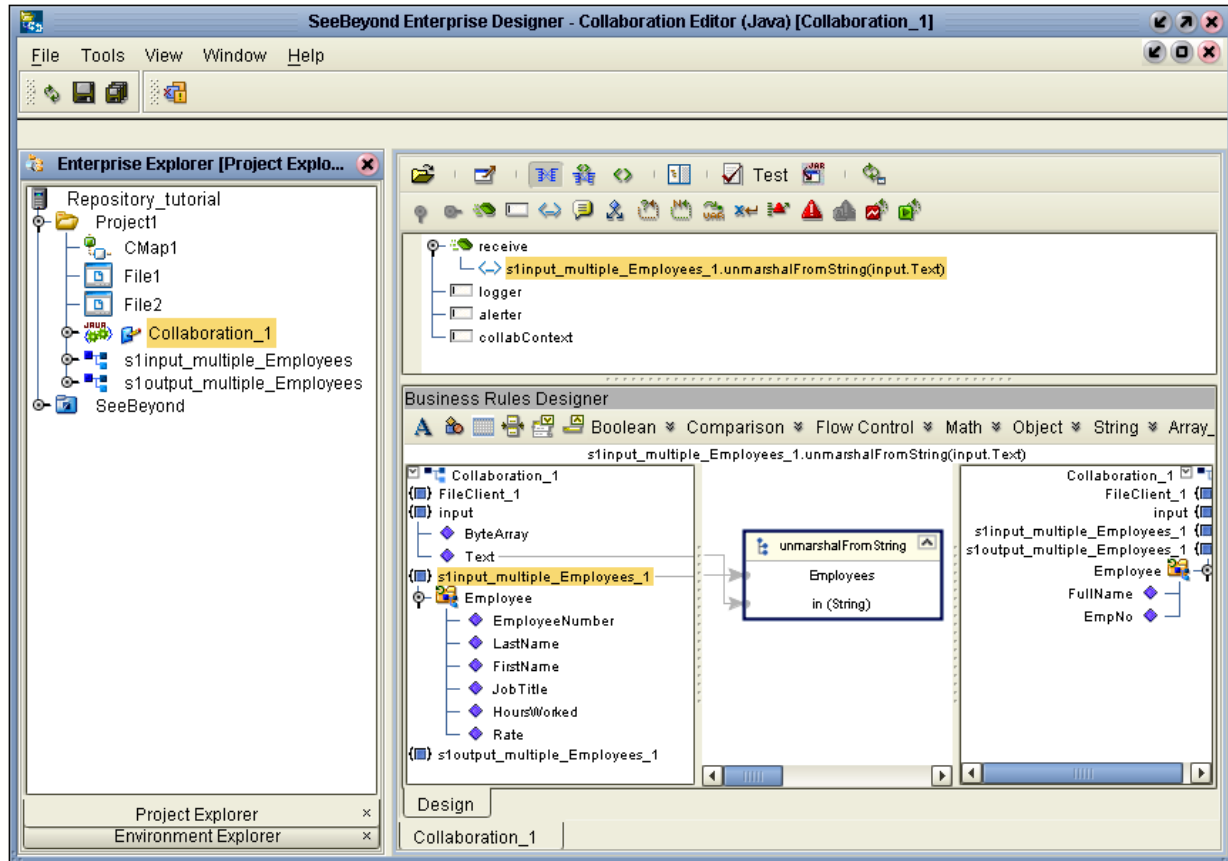 SeeBeyond Enterprise Designer - Collaboration Editor (Java) [Collaboration_1]
File Tools View Window Help
Enterprise Explorer [Project Explo...
Repository_tutorial
Project1
CMap1
File1
File2
JAVA
Collaboration_1
s1input_multiple_Employees
s1output_multiple_Employees
SeeBeyond
Project Explorer
Environment Explorer
Test
JAR
receive
s1input_multiple_Employees_1.unmarshalFromString(input.Text)
logger
alerter
collabContext
Business Rules Designer
A Boolean Comparison Flow Control Math Object String Array_
s1input_multiple_Employees_1.unmarshalFromString(input.Text)
Collaboration_1
FileClient_1
input
ByteArray
Text
s1input_multiple_Employees_1
Employee
EmployeeNumber
LastName
FirstName
JobTitle
HoursWorked
Rate
s1output_multiple_Employees_1
unmarshalFromString
Employees
in (String)
Collaboration_1
FileClient_1
input
s1input_multiple_Employees_1
s1output_multiple_Employees_1
Employee
FullName
EmpNo
Design
Collaboration_1